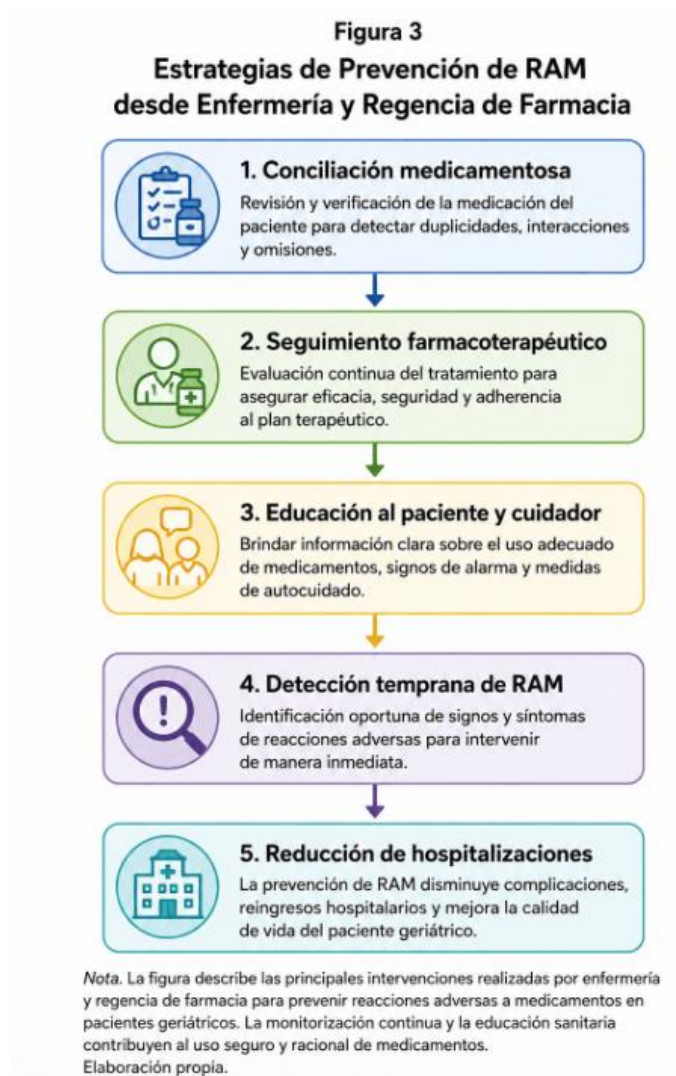 Figura 3
Estrategias de Prevención de RAM
desde Enfermería y Regencia de Farmacia
1. Conciliación medicamentosa
Revisión y verificación de la medicación del
paciente para detectar duplicidades, interacciones
y omisiones.
2. Seguimiento farmacoterapéutico
Evaluación continua del tratamiento para
asegurar eficacia, seguridad y adherencia
al plan terapéutico.
3. Educación al paciente y cuidador
Brindar información clara sobre el uso adecuado
de medicamentos, signos de alarma y medidas
de autocuidado.
4. Detección temprana de RAM
Identificación oportuna de signos y síntomas
de reacciones adversas para intervenir
de manera inmediata.
5. Reducción de hospitalizaciones
La prevención de RAM disminuye complicaciones,
reingresos hospitalarios y mejora la calidad
de vida del paciente geriátrico.
Nota. La figura describe las principales intervenciones realizadas por enfermería
y regencia de farmacia para prevenir reacciones adversas a medicamentos en
pacientes geriátricos. La monitorización continua y la educación sanitaria
contribuyen al uso seguro y racional de medicamentos.
Elaboración propia.